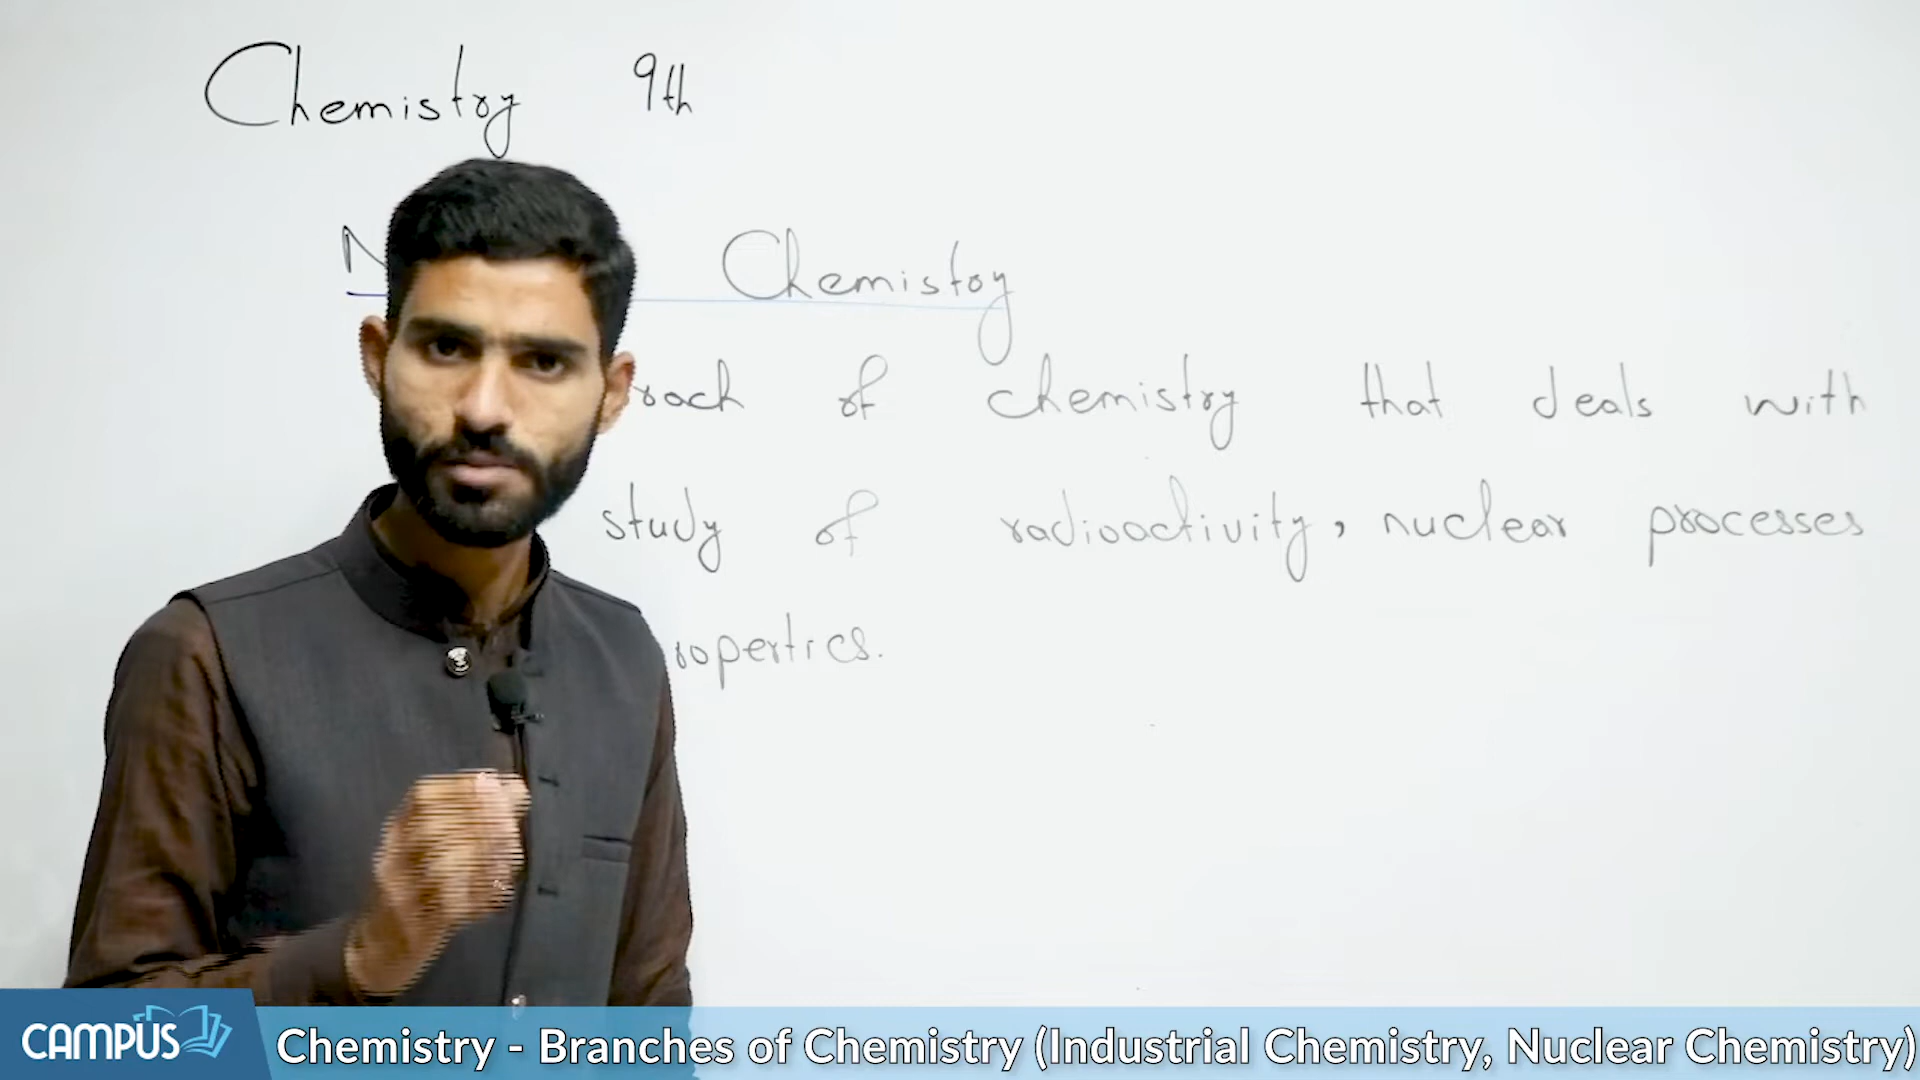 Chemistry 9th
Chemistry
of chemistry that deals with
study of radioactivity, nuclear processes
CAMPUS
Chemistry - Branches of Chemistry (Industrial Chemistry, Nuclear Chemistry)